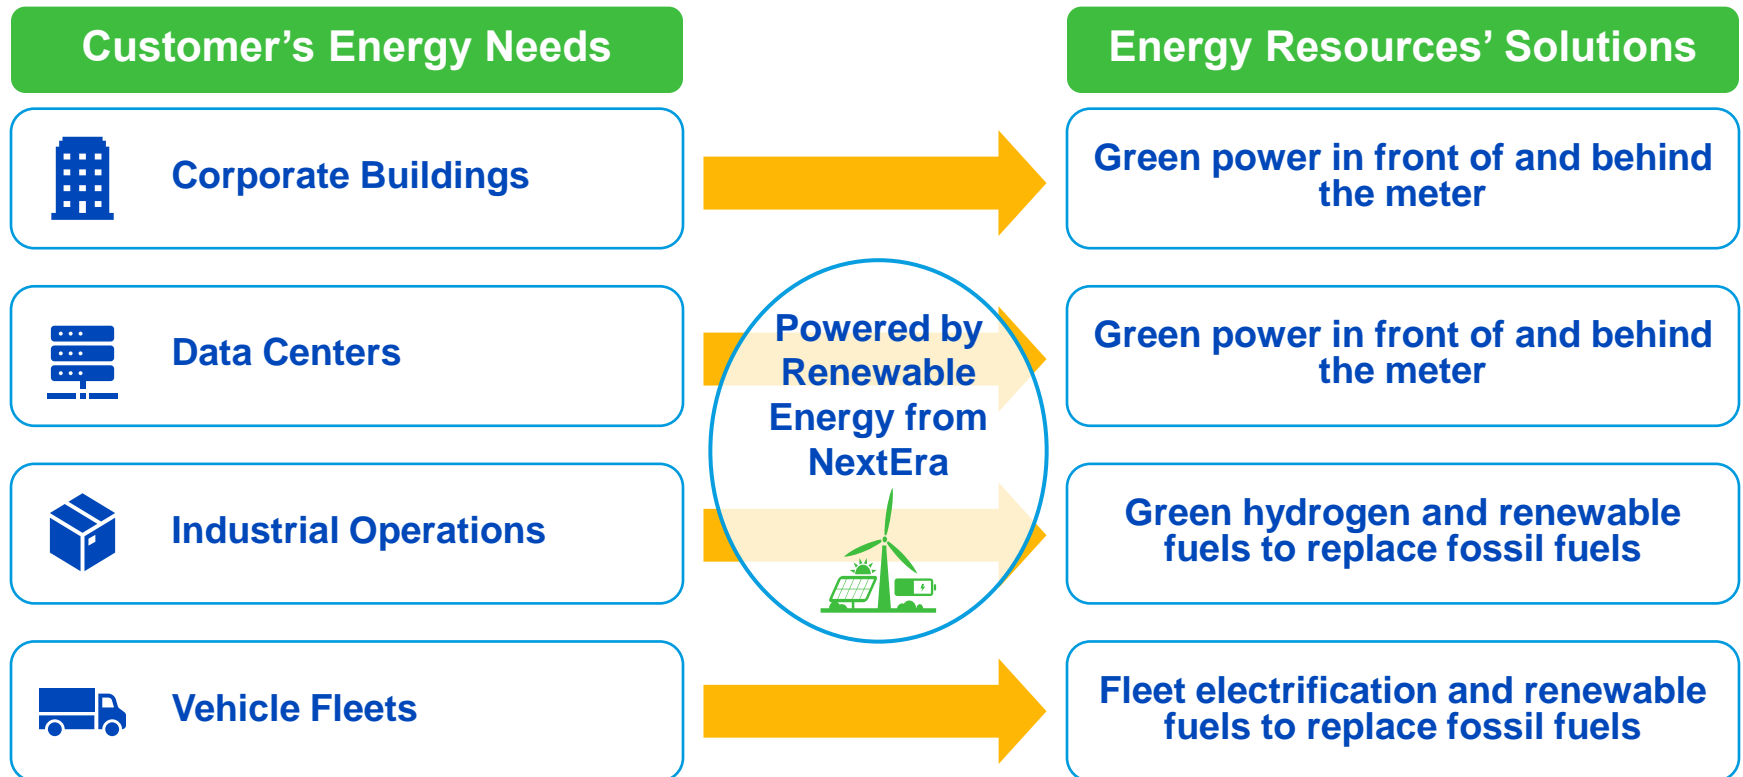 Customer’s Energy Needs
Energy Resources’ Solutions
Corporate Buildings
Green power in front of and behind
the meter
Data Centers
Powered by
Renewable
Energy from
NextEra
Green power in front of and behind
the meter
Industrial Operations
Green hydrogen and renewable
fuels to replace fossil fuels
Vehicle Fleets
Fleet electrification and renewable
fuels to replace fossil fuels